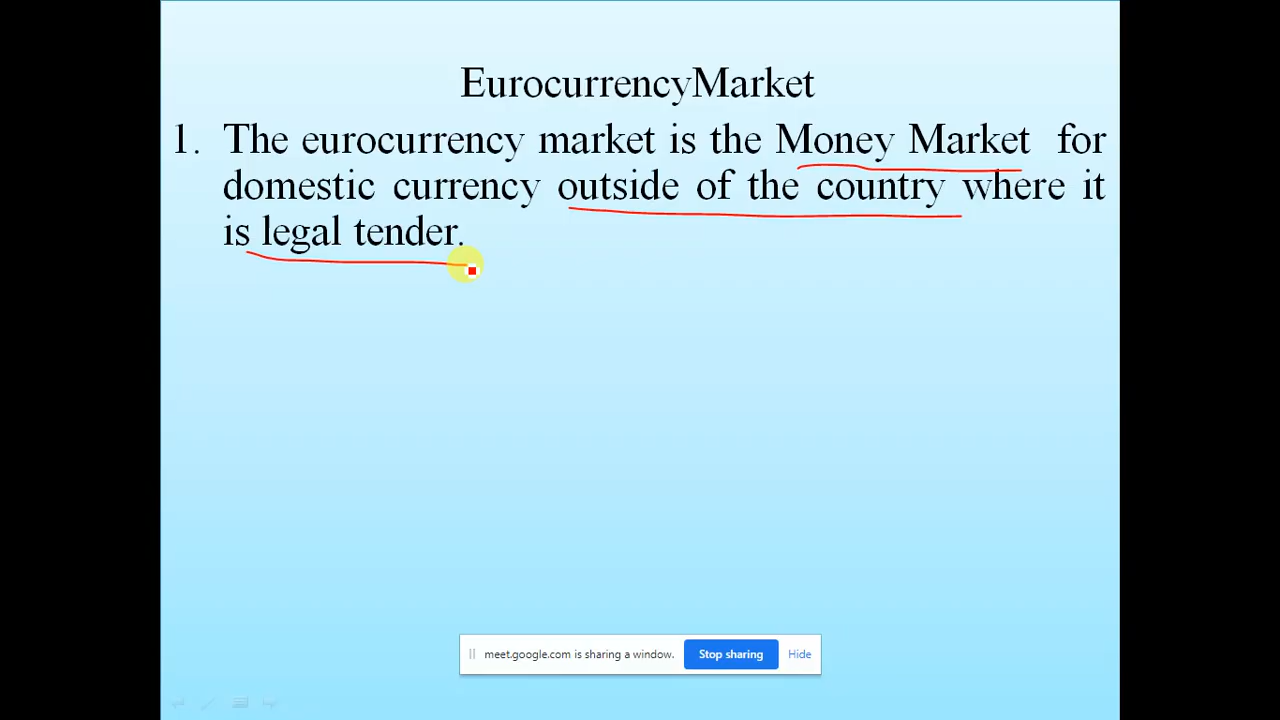 EurocurrencyMarket
1. The eurocurrency market is the Money Market for
domestic currency outside of the country where it
is legal tender.
meet.google.com is sharing a window. Stop sharing Hide